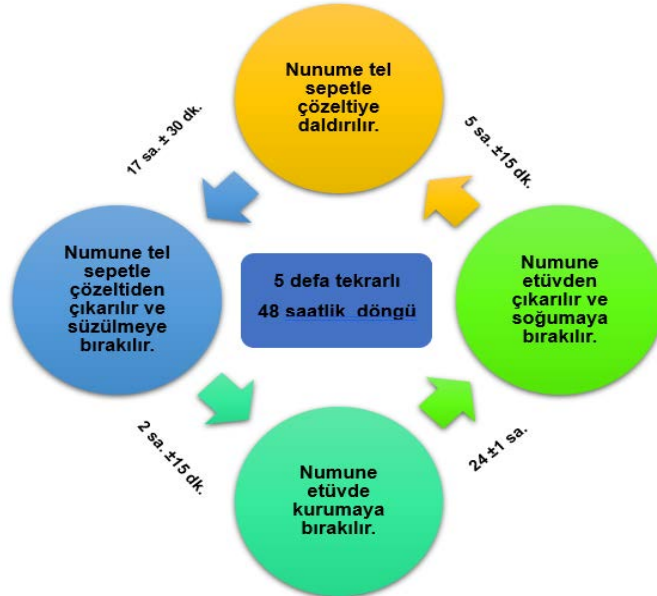 Nunume tel
sepetle
çözeltiye
daldırılır.
17 sa. ± 30 dk.
5 sa. ±15 dk.
Numune tel
sepetle
çözeltiden
çıkarılır ve
süzülmeye
bırakılır.
5 defa tekrarlı
48 saatlik döngü
Numune
etüvden
çıkarılır ve
soğumaya
bırakılır.
2 sa. ±15 dk.
24 ±1 sa.
Numune
etüvde
kurumaya
bırakılır.